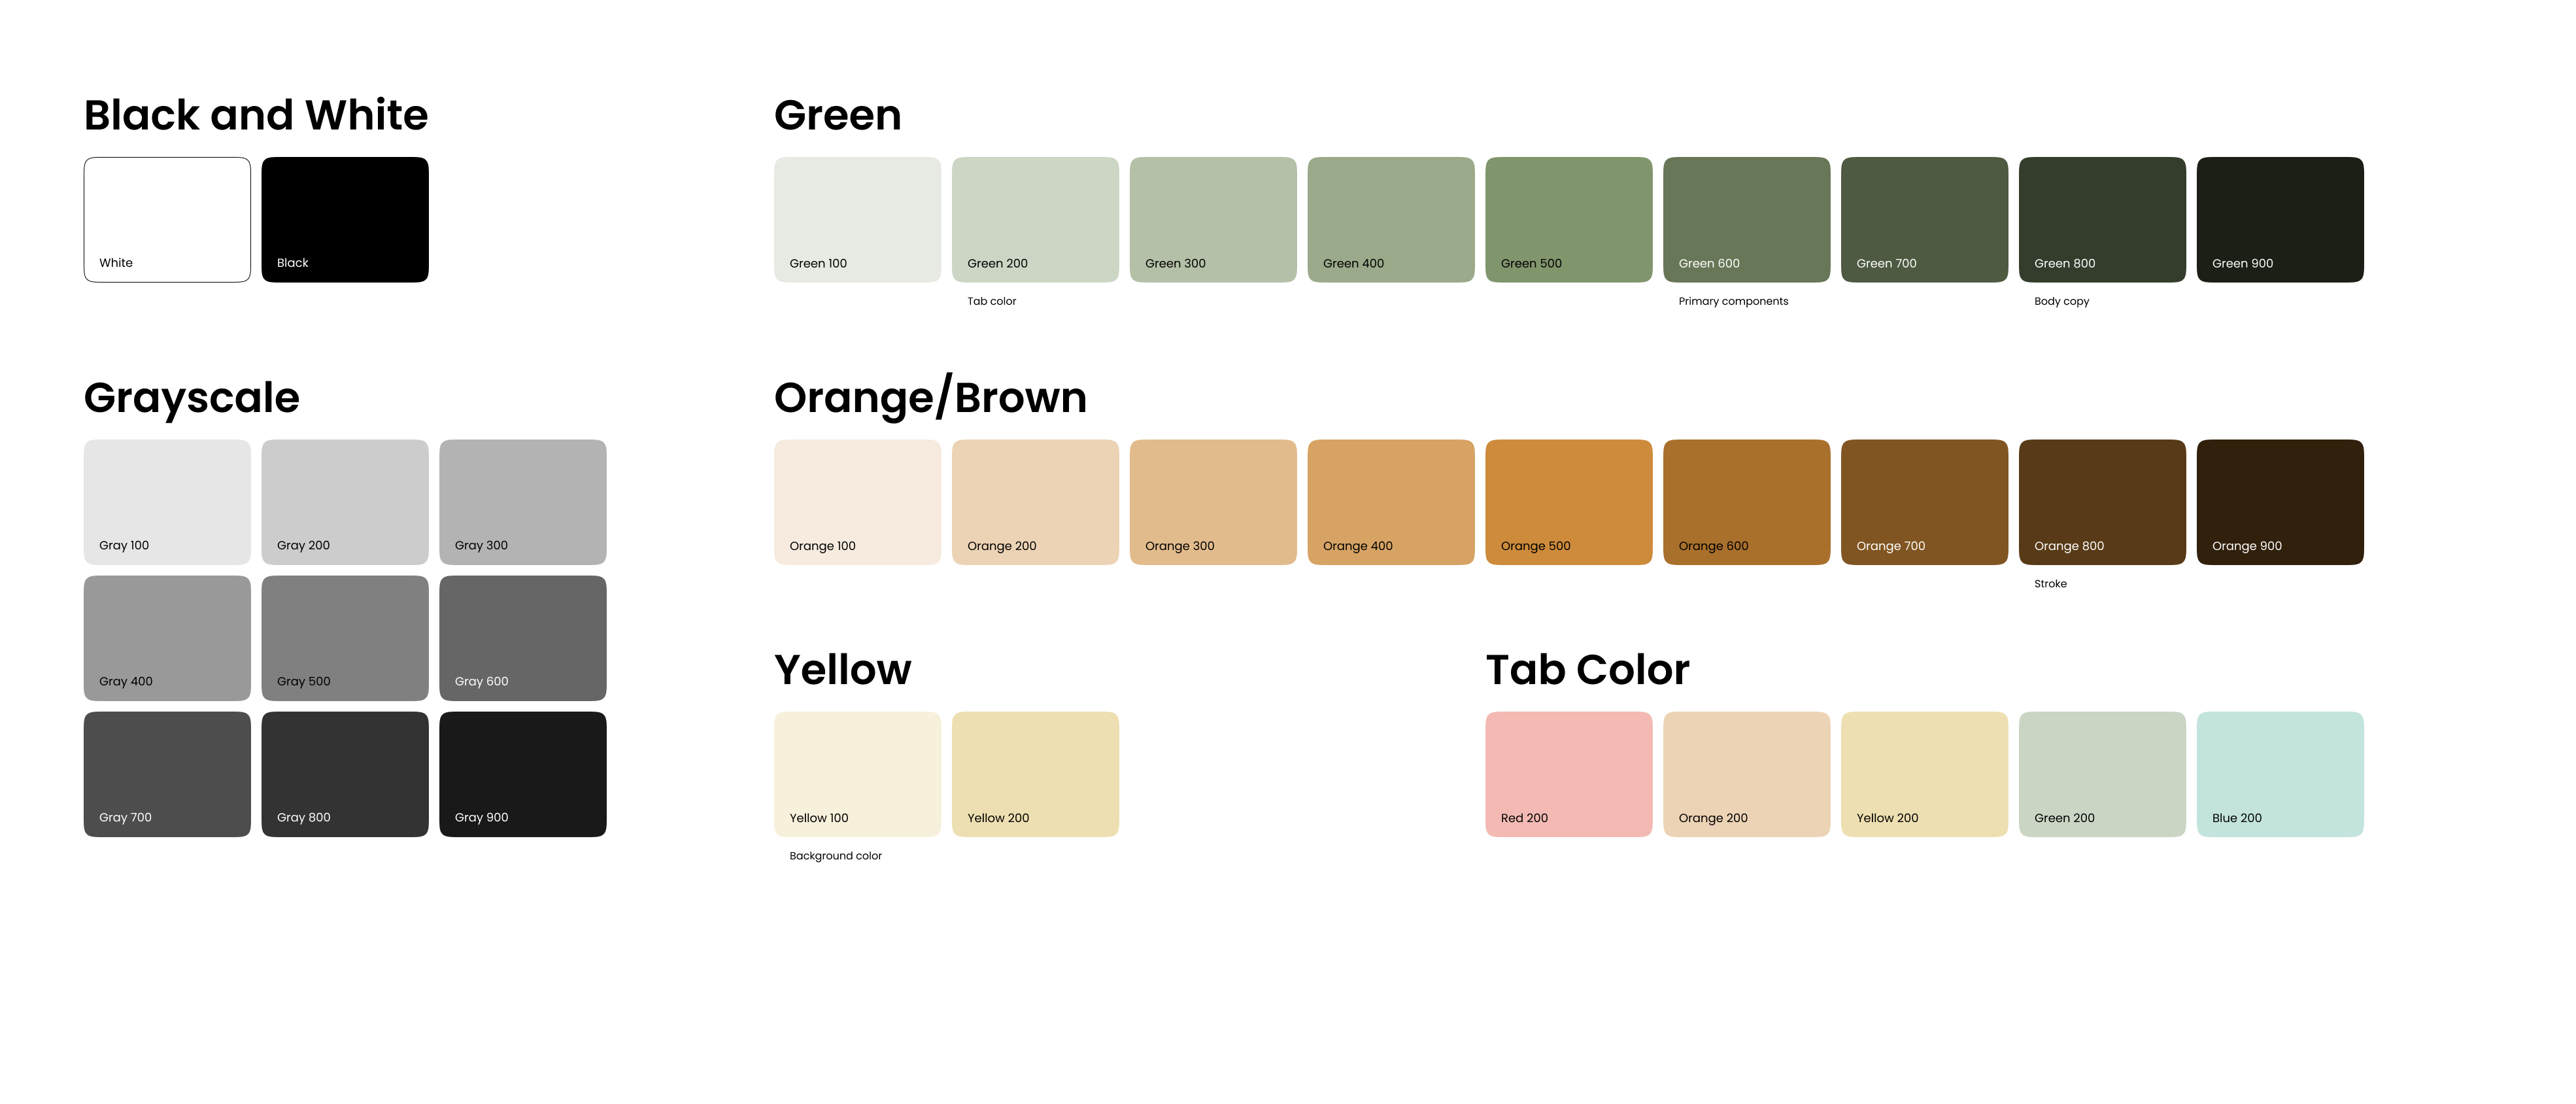 Black and White
White
Black
Grayscale
Gray 100
Gray 200
Gray 300
Gray 400
Gray 500
Gray 600
Gray 700
Gray 800
Gray 900
Green
Green 100
Green 200
Green 300
Green 400
Green 500
Green 600
Green 700
Green 800
Green 900
Tab color
Primary components
Body copy
Orange/Brown
Orange 100
Orange 200
Orange 300
Orange 400
Orange 500
Orange 600
Orange 700
Orange 800
Orange 900
Stroke
Yellow
Yellow 100
Yellow 200
Background color
Tab Color
Red 200
Orange 200
Yellow 200
Green 200
Blue 200